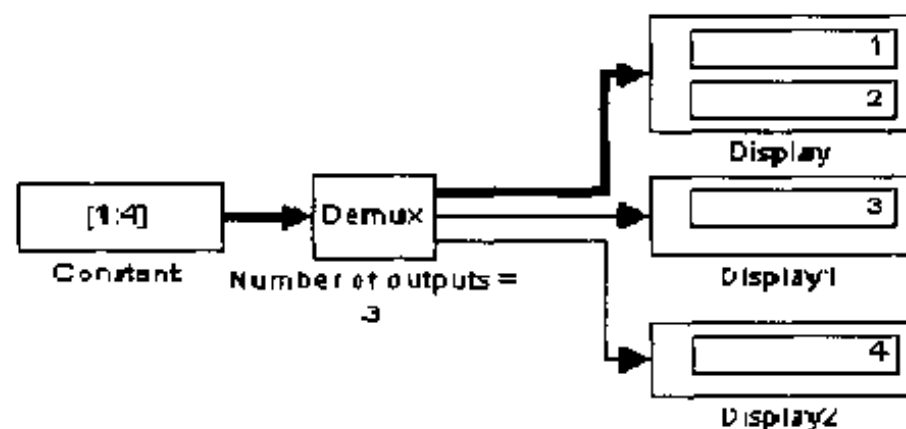 1
2
Display
[1:4]
Demux
3
Constant
Number of outputs =
3
Display1
4
Display2